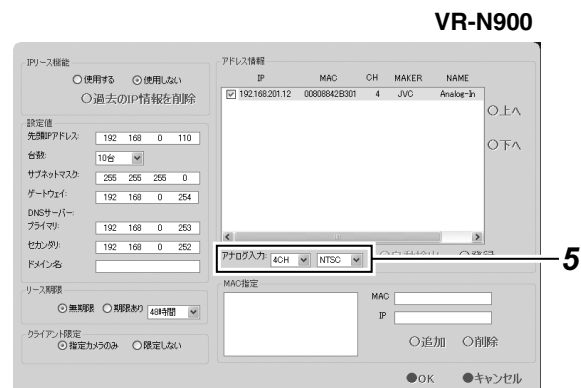 VR-N900
IPリース機能
使用する 使用しない
過去のIP情報を削除
設定値
先頭IPアドレス: 192 168 0 110
台数: 10台
サブネットマスク: 255 255 255 0
ゲートウェイ: 192 168 0 254
DNSサーバー:
プライマリ: 192 168 0 253
セカンダリ: 192 168 0 252
ドメイン名
リース期限
無期限 期限あり 48時間
クライアント限定
指定カメラのみ 限定しない
アドレス情報
IP MAC CH MAKER NAME
192.168.201.12 00808842B301 4 JVC Analog-In
上へ
下へ
アナログ入力: 4CH NTSC
5
MAC指定
MAC
IP
追加 削除
OK キャンセル